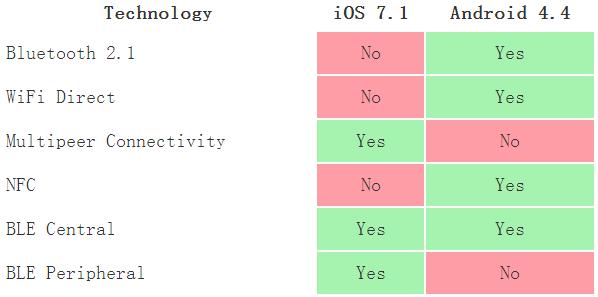 Technology iOS 7.1 Android 4.4
Bluetooth 2.1 No Yes
WiFi Direct No Yes
Multipeer Connectivity Yes No
NFC No Yes
BLE Central Yes Yes
BLE Peripheral Yes No